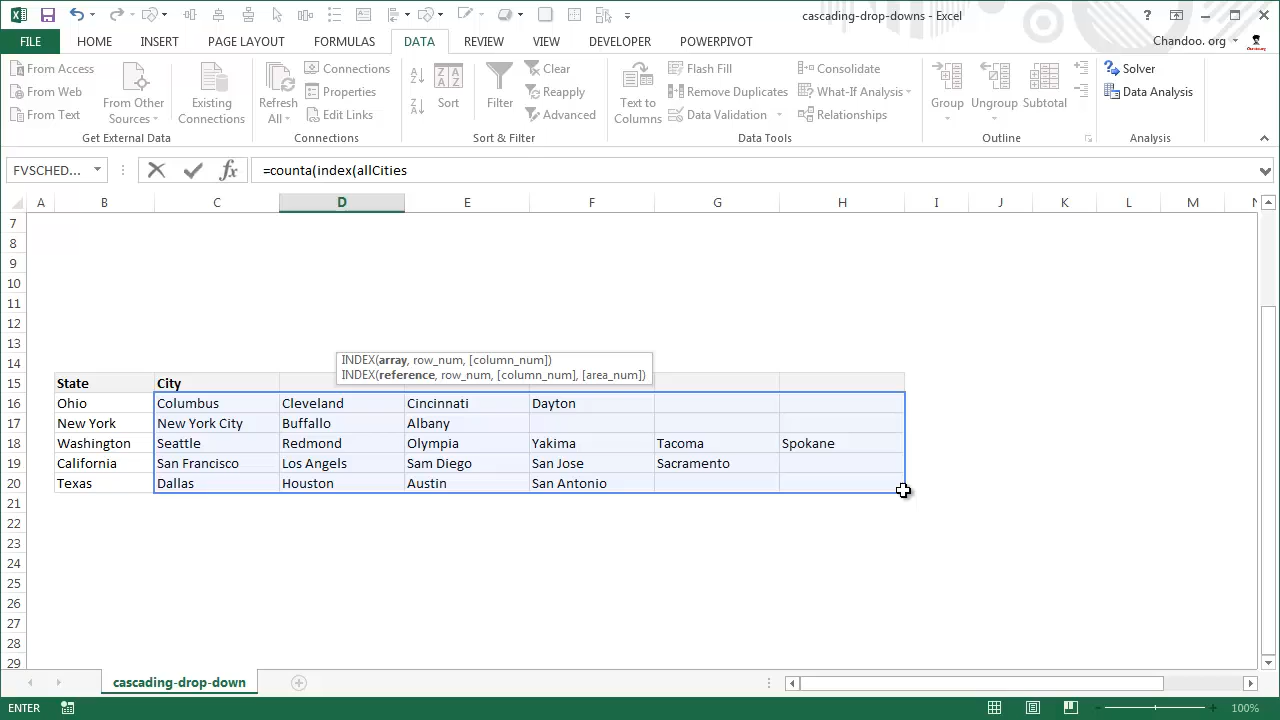 cascading-drop-downs - Excel
FILE HOME INSERT PAGE LAYOUT FORMULAS DATA REVIEW VIEW DEVELOPER POWERPIVOT Chandoo. org
From Access
From Web
From Text
From Other Sources
Existing Connections
Get External Data
Refresh All
Connections
Properties
Edit Links
Connections
Sort
Filter
Clear
Reapply
Advanced
Sort & Filter
Text to Columns
Flash Fill
Remove Duplicates
Data Validation
Consolidate
What-If Analysis
Relationships
Data Tools
Group
Ungroup
Subtotal
Outline
Solver
Data Analysis
Analysis
FVSCHED... fx =counta(index(allCities
A B C D E F G H I J K L M N
7
8
9
10
11
12
13
14
INDEX(array, row_num, [column_num])
INDEX(reference, row_num, [column_num], [area_num])
15 State City
16 Ohio Columbus Cleveland Cincinnati Dayton
17 New York New York City Buffallo Albany
18 Washington Seattle Redmond Olympia Yakima Tacoma Spokane
19 California San Francisco Los Angels Sam Diego San Jose Sacramento
20 Texas Dallas Houston Austin San Antonio
21
22
23
24
25
26
27
28
29
cascading-drop-down
ENTER 100%